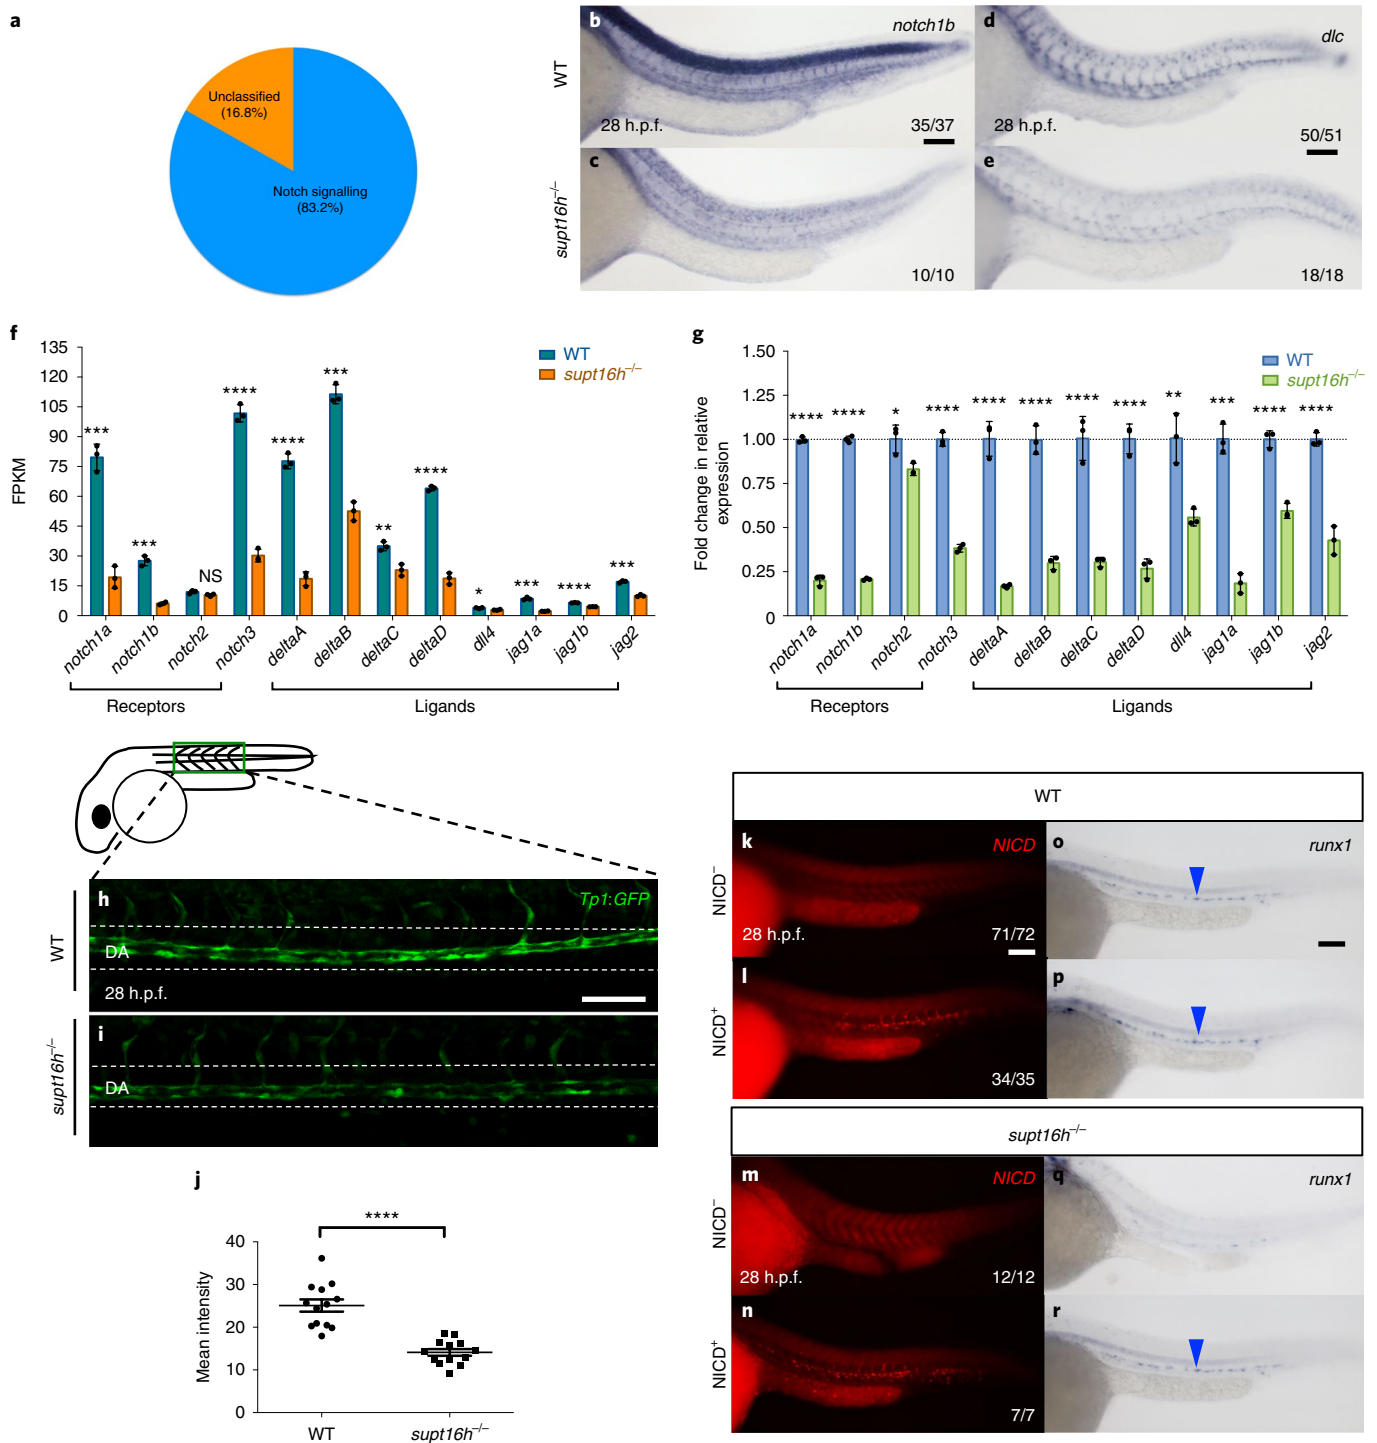 a
Unclassified
(16.8%)
Notch signalling
(83.2%)
WT
supt16h–/–
b
notch1b
28 h.p.f.
35/37
d
dlc
28 h.p.f.
50/51
c
10/10
e
18/18
f
FPKM
135
120
105
90
75
60
45
30
15
0
WT
supt16h–/–
***
***
NS
****
****
***
**
****
*
***
****
***
notch1a
notch1b
notch2
notch3
deltaA
deltaB
deltaC
deltaD
dll4
jag1a
jag1b
jag2
Receptors
Ligands
g
Fold change in relative
expression
1.50
1.25
1.00
0.75
0.50
0.25
0
WT
supt16h–/–
****
****
*
****
****
****
****
****
**
***
****
****
notch1a
notch1b
notch2
notch3
deltaA
deltaB
deltaC
deltaD
dll4
jag1a
jag1b
jag2
Receptors
Ligands
WT
h
Tp1:GFP
DA
28 h.p.f.
supt16h–/–
i
DA
j
****
Mean intensity
40
30
20
10
0
WT
supt16h–/–
WT
NICD–
k
NICD
28 h.p.f.
71/72
o
runx1
NICD+
l
34/35
p
supt16h–/–
NICD–
m
NICD
28 h.p.f.
12/12
q
runx1
NICD+
n
7/7
r